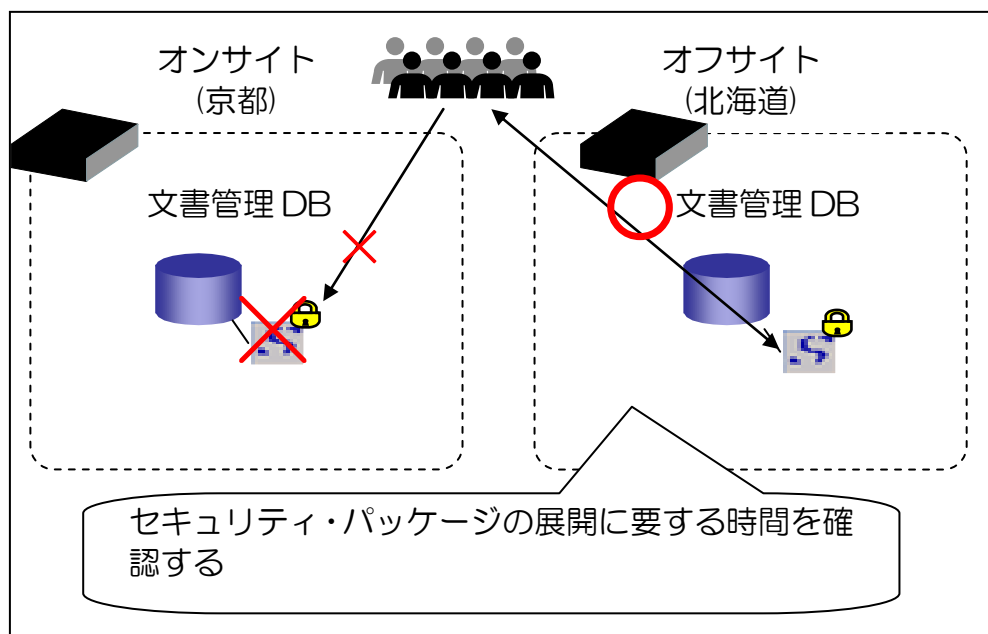 オンサイト
(京都)
オフサイト
(北海道)
文書管理 DB
文書管理 DB
セキュリティ・パッケージの展開に要する時間を確
認する